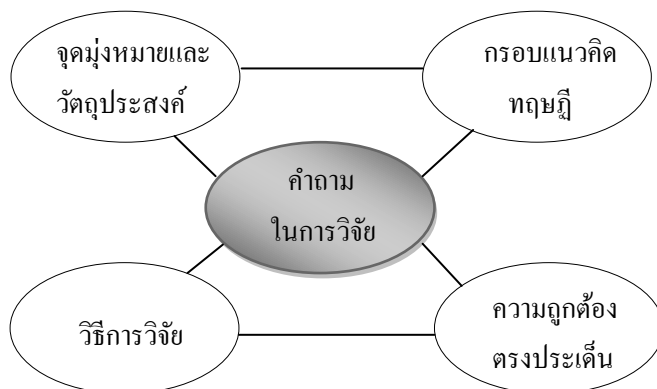 จุดมุ่งหมายและ
วัตถุประสงค์
กรอบแนวคิด
ทฤษฎี
คำถาม
ในการวิจัย
วิธีการวิจัย
ความถูกต้อง
ตรงประเด็น